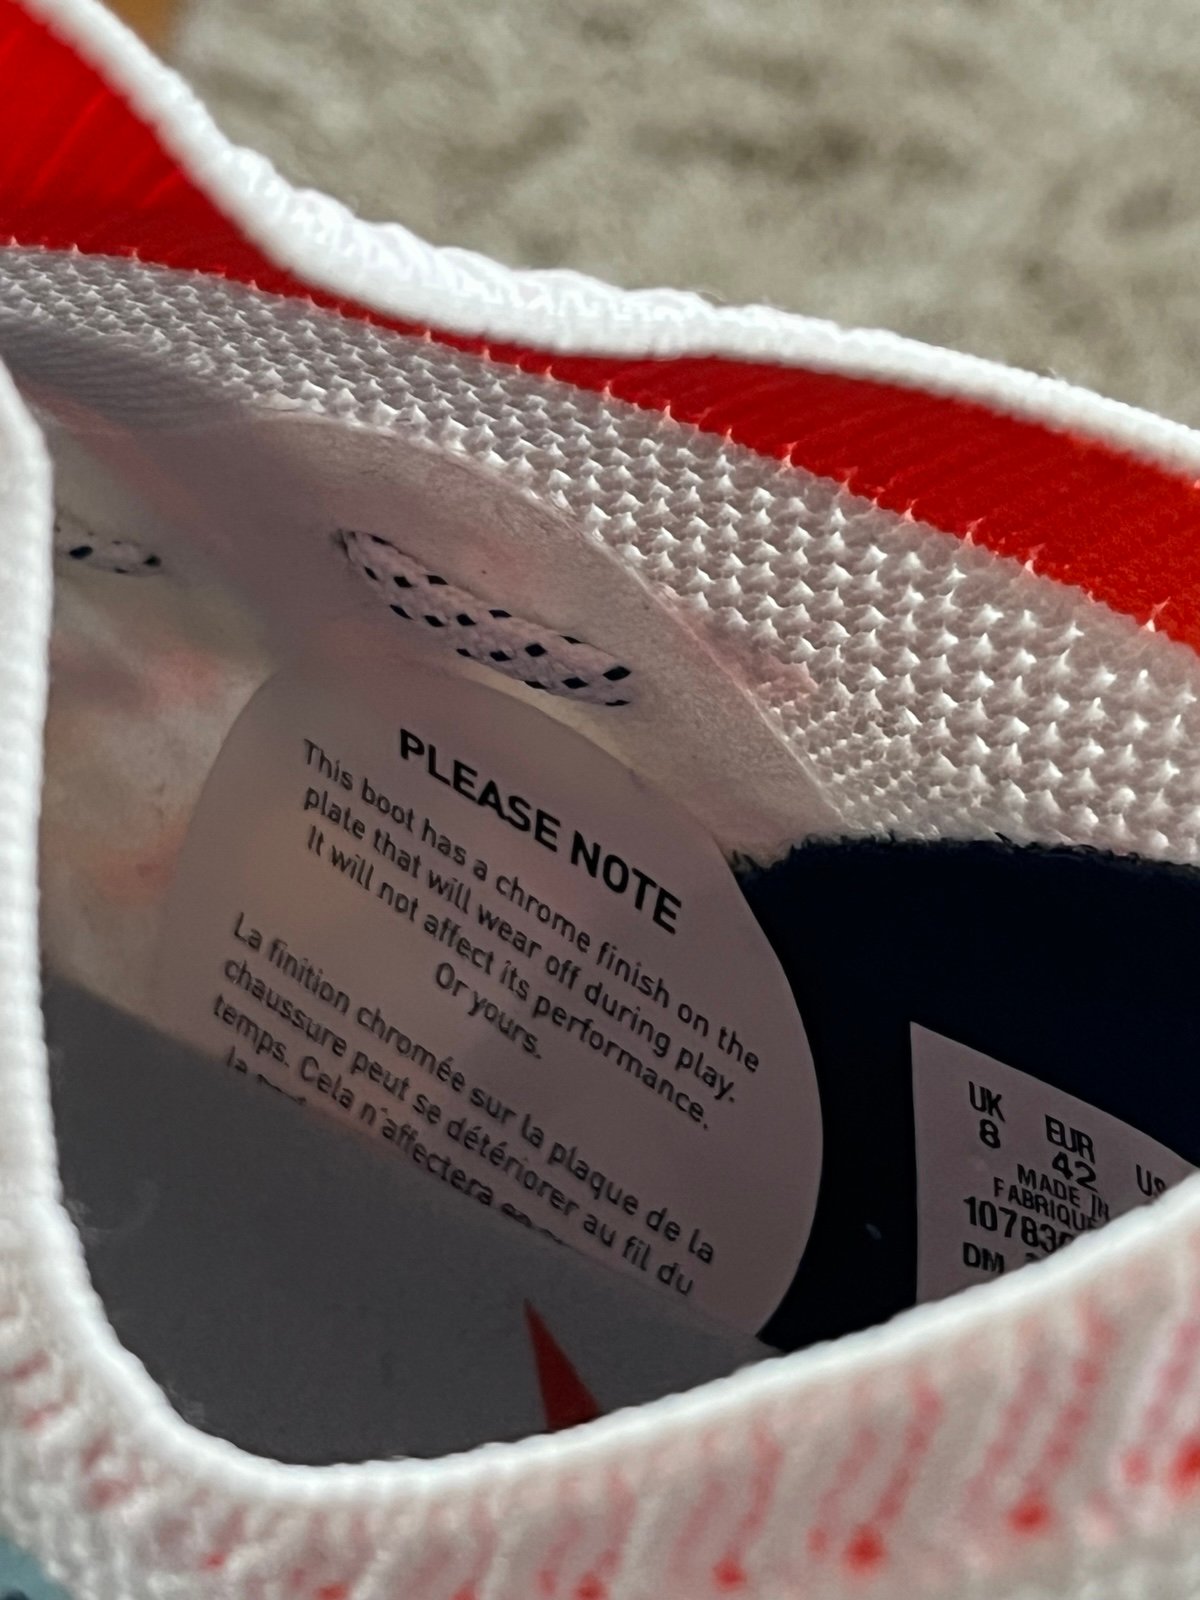 PLEASE NOTE
This boot has a chrome finish on the
plate that will wear off during play.
It will not affect its performance.
Or yours.
La finition chromée sur la plaque de la
chaussure peut se détériorer au fil du
temps. Cela n'affectera
la
UK EUR US
8 42
MADE IN
FABRIQUE
10783
DM